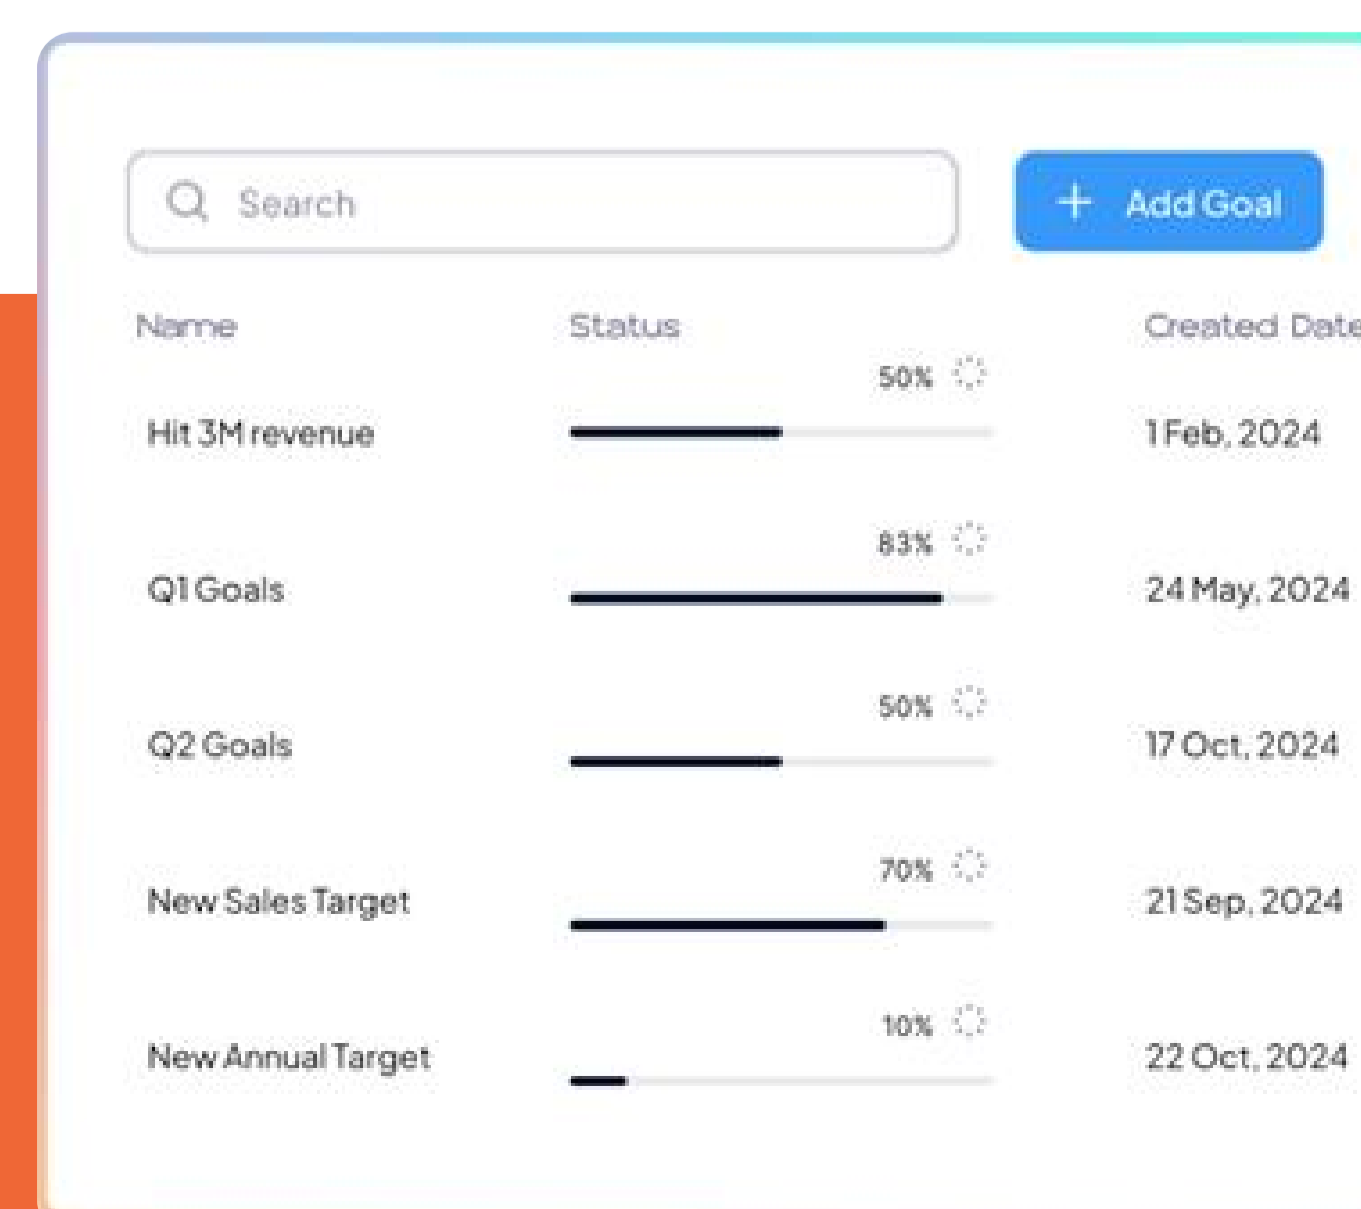 Search
+ Add Goal
Name Status Created Date
50%
Hit 3M revenue 1 Feb, 2024
83%
Q1 Goals 24 May, 2024
50%
Q2 Goals 17 Oct, 2024
70%
New Sales Target 21 Sep, 2024
10%
New Annual Target 22 Oct, 2024